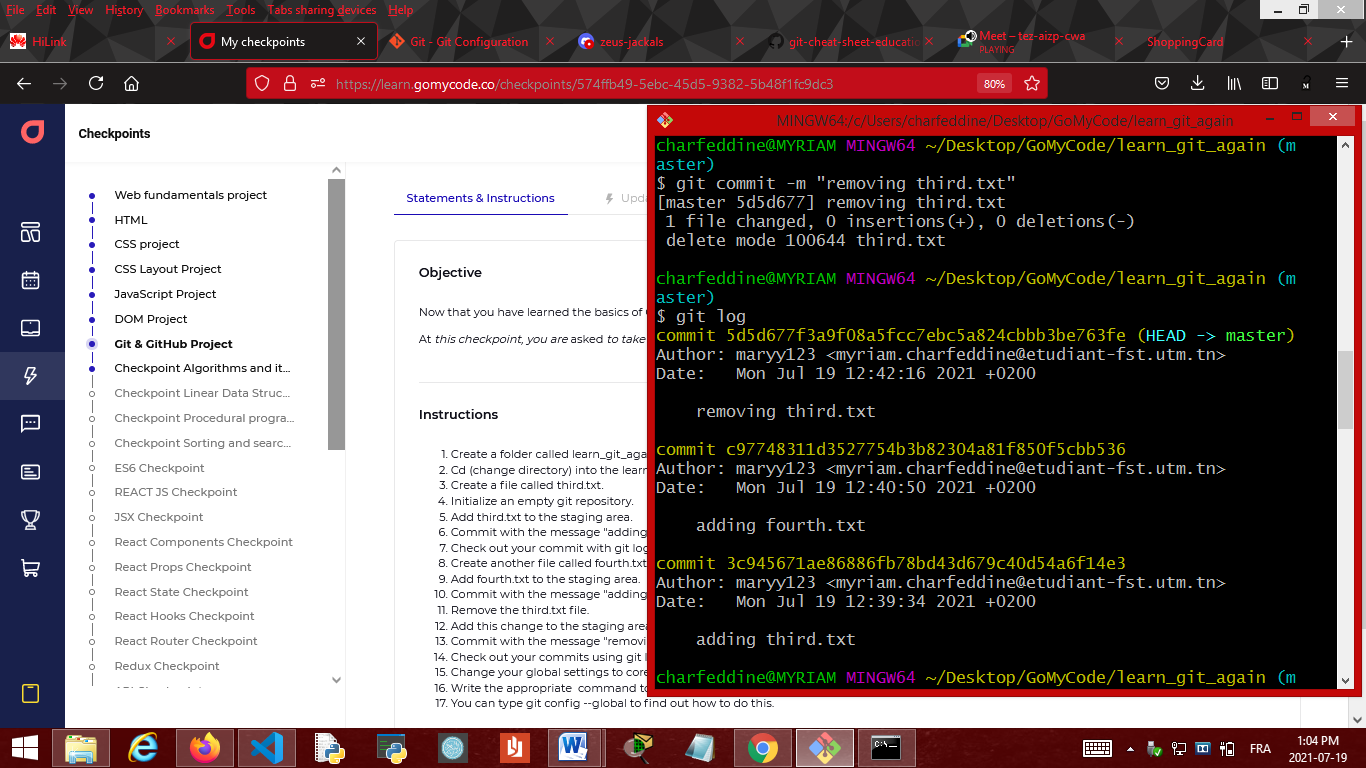 File Edit View History Bookmarks Tools Tabs sharing devices Help
HiLink
My checkpoints
Git - Git Configuration
zeus-jackals
git-cheat-sheet-educatio
Meet – tez-aizp-cwa
PLAYING
ShoppingCard
https://learn.gomycode.co/checkpoints/574ffb49-5ebc-45d5-9382-5b48f1fc9dc3
80%
Checkpoints
Web fundamentals project
HTML
CSS project
CSS Layout Project
JavaScript Project
DOM Project
Git & GitHub Project
Checkpoint Algorithms and it...
Checkpoint Linear Data Struc...
Checkpoint Procedural progra...
Checkpoint Sorting and searc...
ES6 Checkpoint
REACT JS Checkpoint
JSX Checkpoint
React Components Checkpoint
React Props Checkpoint
React State Checkpoint
React Hooks Checkpoint
React Router Checkpoint
Redux Checkpoint
Statements & Instructions
Upda
Objective
Now that you have learned the basics of
At this checkpoint, you are asked to take
Instructions
1. Create a folder called learn_git_aga
2. Cd (change directory) into the learn
3. Create a file called third.txt.
4. Initialize an empty git repository.
5. Add third.txt to the staging area.
6. Commit with the message "adding
7. Check out your commit with git log
8. Create another file called fourth.txt
9. Add fourth.txt to the staging area.
10. Commit with the message "adding
11. Remove the third.txt file.
12. Add this change to the staging area
13. Commit with the message "removi
14. Check out your commits using git l
15. Change your global settings to core
16. Write the appropriate command to
17. You can type git config --global to find out how to do this.
MINGW64:/c/Users/charfeddine/Desktop/GoMyCode/learn_git_again
charfeddine@MYRIAM MINGW64 ~/Desktop/GoMyCode/learn_git_again (m
aster)
$ git commit -m "removing third.txt"
[master 5d5d677] removing third.txt
1 file changed, 0 insertions(+), 0 deletions(-)
delete mode 100644 third.txt
charfeddine@MYRIAM MINGW64 ~/Desktop/GoMyCode/learn_git_again (m
aster)
$ git log
commit 5d5d677f3a9f08a5fcc7ebc5a824cbbb3be763fe (HEAD -> master)
Author: maryy123 <myriam.charfeddine@etudiant-fst.utm.tn>
Date: Mon Jul 19 12:42:16 2021 +0200
removing third.txt
commit c97748311d3527754b3b82304a81f850f5cbb536
Author: maryy123 <myriam.charfeddine@etudiant-fst.utm.tn>
Date: Mon Jul 19 12:40:50 2021 +0200
adding fourth.txt
commit 3c945671ae86886fb78bd43d679c40d54a6f14e3
Author: maryy123 <myriam.charfeddine@etudiant-fst.utm.tn>
Date: Mon Jul 19 12:39:34 2021 +0200
adding third.txt
charfeddine@MYRIAM MINGW64 ~/Desktop/GoMyCode/learn_git_again (m
FRA
1:04 PM
2021-07-19